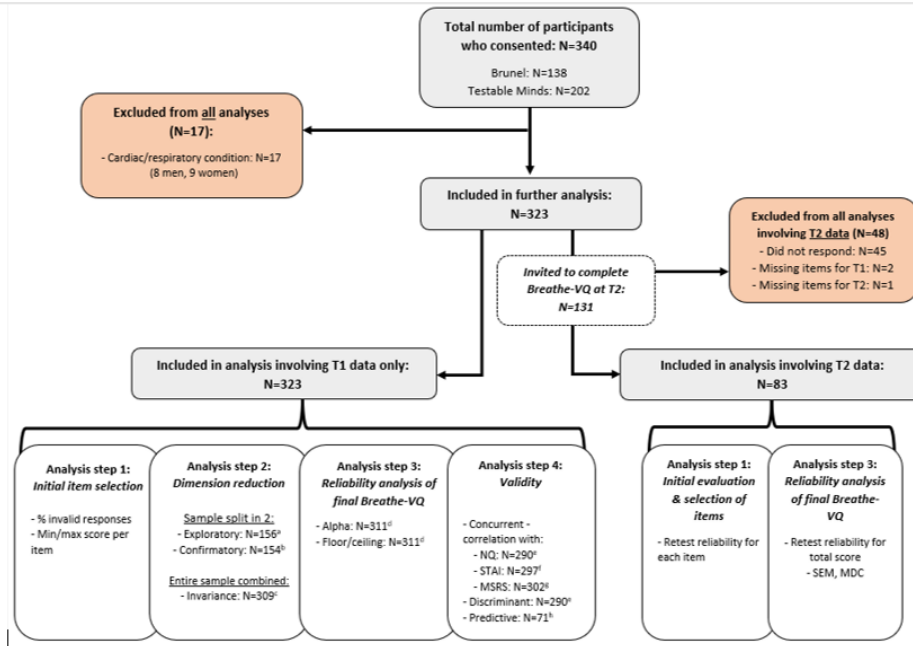 Total number of participants
who consented: N=340
Brunel: N=138
Testable Minds: N=202
Excluded from all analyses
(N=17):
- Cardiac/respiratory condition: N=17
(8 men, 9 women)
Included in further analysis:
N=323
Excluded from all analyses
involving T2 data (N=48)
- Did not respond: N=45
- Missing items for T1: N=2
- Missing items for T2: N=1
Invited to complete
Breathe-VQ at T2:
N=131
Included in analysis involving T1 data only:
N=323
Included in analysis involving T2 data:
N=83
Analysis step 1:
Initial item selection
- % invalid responses
- Min/max score per
item
Analysis step 2:
Dimension reduction
Sample split in 2:
- Exploratory: N=156ᵃ
- Confirmatory: N=154ᵇ
Entire sample combined:
- Invariance: N=309ᶜ
Analysis step 3:
Reliability analysis of
final Breathe-VQ
- Alpha: N=311ᵈ
- Floor/ceiling: N=311ᵈ
Analysis step 4:
Validity
- Concurrent -
correlation with:
- NQ: N=290ᵉ
- STAI: N=297ᶠ
- MSRS: N=302ᵍ
- Discriminant: N=290ᵉ
- Predictive: N=71ʰ
Analysis step 1:
Initial evaluation
& selection of
items
- Retest reliability for
each item
Analysis step 3:
Reliability analysis
of final Breathe-
VQ
- Retest reliability for
total score
- SEM, MDC